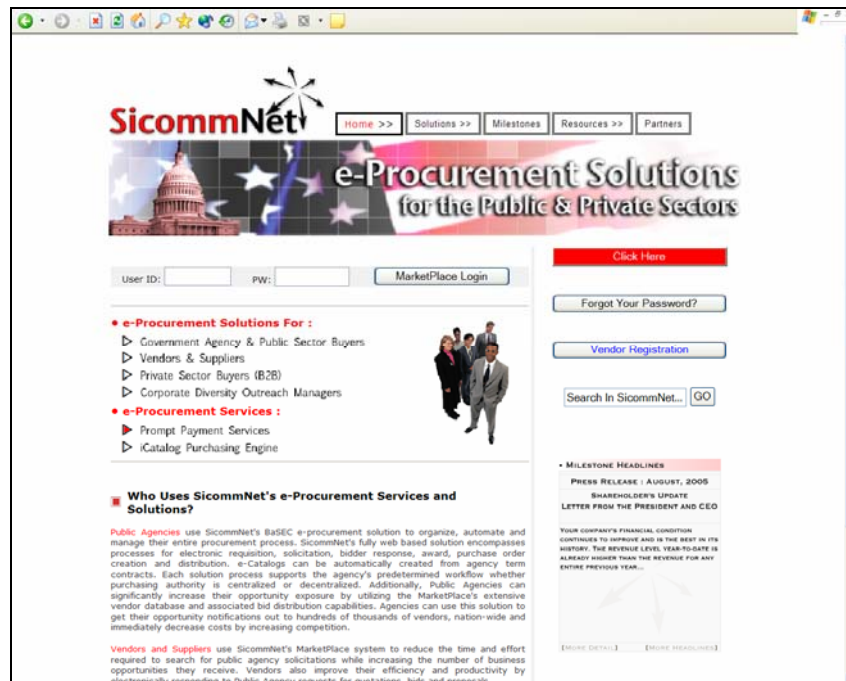 SicommNet
Home >>
Solutions >>
Milestones
Resources >>
Partners
e-Procurement Solutions
for the Public & Private Sectors
User ID:
PW:
MarketPlace Login
Click Here
Forgot Your Password?
Vendor Registration
Search In SicommNet...
GO
• e-Procurement Solutions For :
Government Agency & Public Sector Buyers
Vendors & Suppliers
Private Sector Buyers (B2B)
Corporate Diversity Outreach Managers
• e-Procurement Services :
Prompt Payment Services
iCatalog Purchasing Engine
Who Uses SicommNet's e-Procurement Services and
Solutions?
Public Agencies use SicommNet's BaSEC e-procurement solution to organize, automate and
manage their entire procurement process. SicommNet's fully web based solution encompasses
processes for electronic requisition, solicitation, bidder response, award, purchase order
creation and distribution. e-Catalogs can be automatically created from agency term
contracts. Each solution process supports the agency's predetermined workflow whether
purchasing authority is centralized or decentralized. Additionally, Public Agencies can
significantly increase their opportunity exposure by utilizing the MarketPlace's extensive
vendor database and associated bid distribution capabilities. Agencies can use this solution to
get their opportunity notifications out to hundreds of thousands of vendors, nation-wide and
immediately decrease costs by increasing competition.
Vendors and Suppliers use SicommNet's MarketPlace system to reduce the time and effort
required to search for public agency solicitations while increasing the number of business
opportunities they receive. Vendors also improve their efficiency and productivity by
electronically responding to Public Agency requests for quotations, bids and proposals.
• MILESTONE HEADLINES
PRESS RELEASE : AUGUST, 2005
SHAREHOLDER'S UPDATE
LETTER FROM THE PRESIDENT AND CEO
YOUR COMPANY'S FINANCIAL CONDITION
CONTINUES TO IMPROVE AND IS THE BEST IN ITS
HISTORY. THE REVENUE LEVEL YEAR-TO-DATE IS
ALREADY HIGHER THAN THE REVENUE FOR ANY
ENTIRE PREVIOUS YEAR...
[MORE DETAIL]
[MORE HEADLINES]